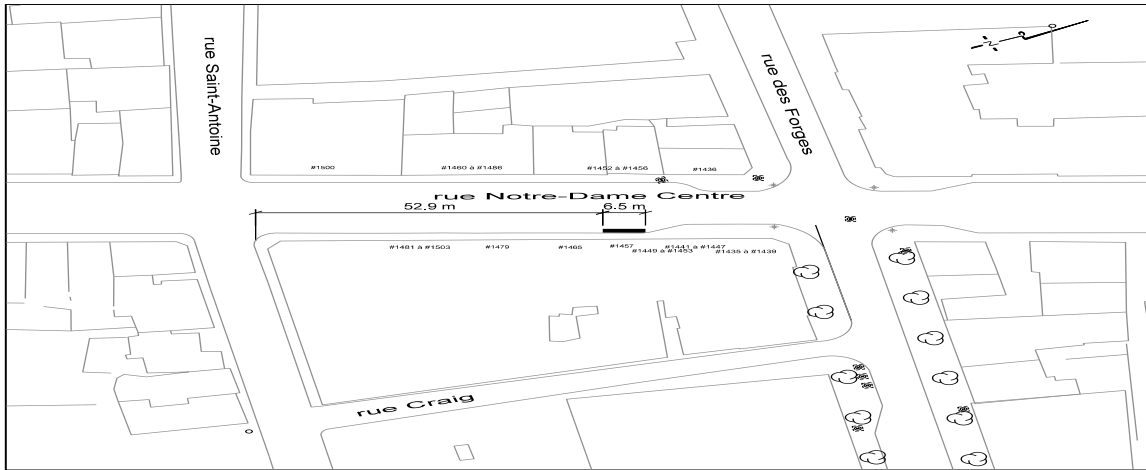 rue Saint-Antoine
rue des Forges
#1500
#1460 à #1486
#1452 à #1456
#1436
rue Notre-Dame Centre
52.9 m
6.5 m
#1481 à #1503
#1479
#1465
#1457
#1449 à #1453
#1441 à #1447
#1435 à #1439
rue Craig